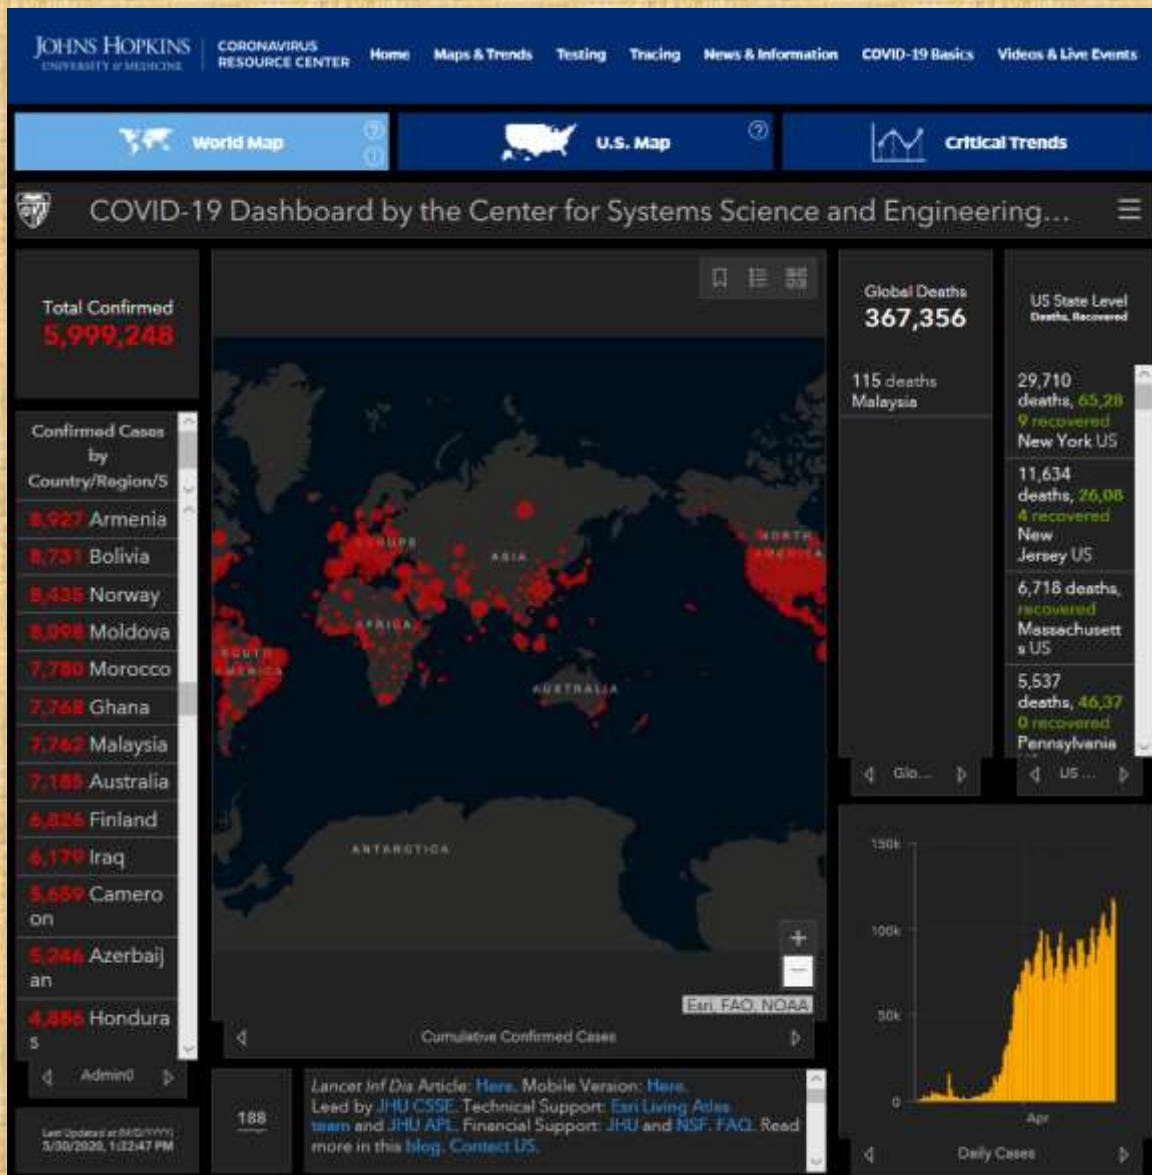 JOHNS HOPKINS
UNIVERSITY & MEDICINE
CORONAVIRUS
RESOURCE CENTER
Home
Maps & Trends
Testing
Tracing
News & Information
COVID-19 Basics
Videos & Live Events
World Map
U.S. Map
Critical Trends
COVID-19 Dashboard by the Center for Systems Science and Engineering...
Total Confirmed
5,999,248
Confirmed Cases
by
Country/Region/S
8,927 Armenia
8,731 Bolivia
8,435 Norway
8,098 Moldova
7,780 Morocco
7,768 Ghana
7,762 Malaysia
7,185 Australia
6,826 Finland
6,179 Iraq
5,659 Camero
on
5,246 Azerbaij
an
4,886 Hondura
s
Admin0
Last Updated at (M/D/YYYY)
5/30/2020, 1:32:47 PM
EUROPE
ASIA
AFRICA
NORTH
AMERICA
SOUTH
AMERICA
AUSTRALIA
ANTARCTICA
+
−
Esri, FAO, NOAA
Cumulative Confirmed Cases
188
Lancet Inf Dis Article: Here. Mobile Version: Here.
Lead by JHU CSSE. Technical Support: Esri Living Atlas
team and JHU APL. Financial Support: JHU and NSF. FAQ. Read
more in this blog. Contact US.
Global Deaths
367,356
115 deaths
Malaysia
Glo...
US State Level
Deaths, Recovered
29,710
deaths, 65,28
9 recovered
New York US
11,634
deaths, 26,08
4 recovered
New
Jersey US
6,718 deaths,
recovered
Massachusett
s US
5,537
deaths, 46,37
0 recovered
Pennsylvania
US ...
150k
100k
50k
0
Apr
Daily Cases